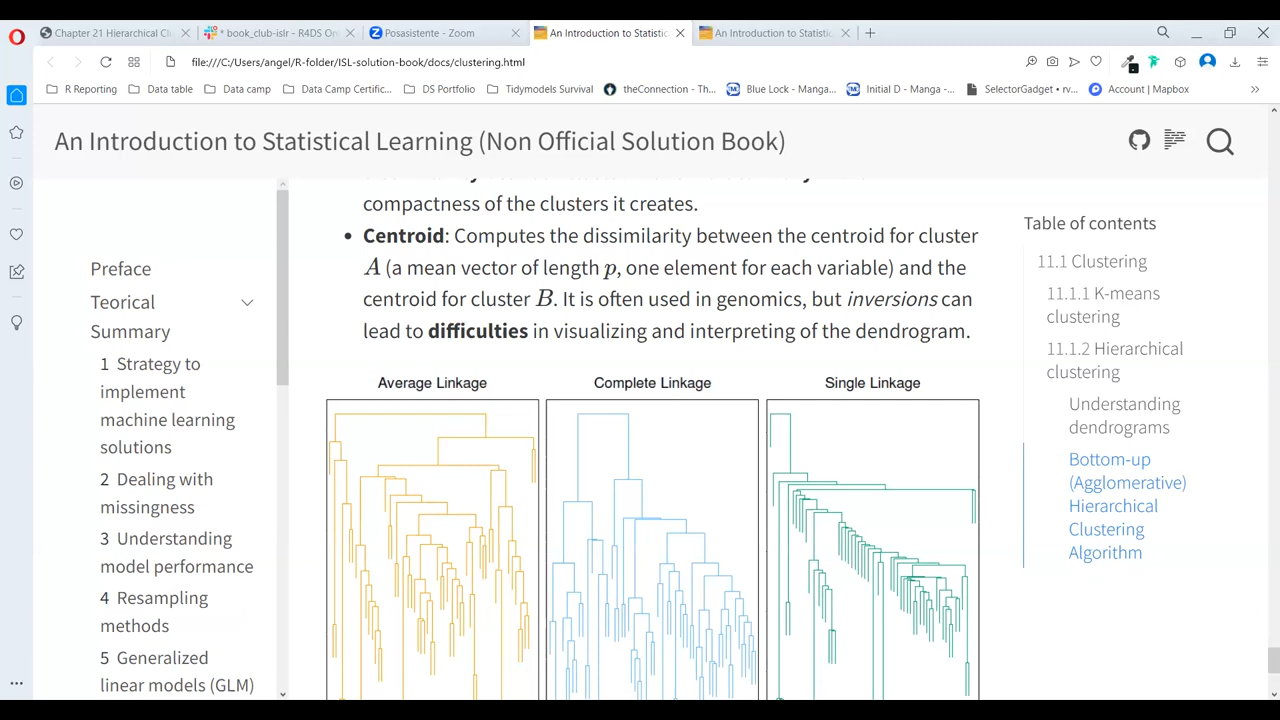 Chapter 21 Hierarchical Clu
* book_club-islr - R4DS On
Posasistente - Zoom
An Introduction to Statistic
An Introduction to Statistic
file:///C:/Users/angel/R-folder/ISL-solution-book/docs/clustering.html
R Reporting
Data table
Data camp
Data Camp Certific...
DS Portfolio
Tidymodels Survival
theConnection - Th...
Blue Lock - Manga...
Initial D - Manga -...
SelectorGadget • rv...
Account | Mapbox
An Introduction to Statistical Learning (Non Official Solution Book)
Preface
Teorical
Summary
1 Strategy to
implement
machine learning
solutions
2 Dealing with
missingness
3 Understanding
model performance
4 Resampling
methods
5 Generalized
linear models (GLM)
compactness of the clusters it creates.
• Centroid: Computes the dissimilarity between the centroid for cluster
A (a mean vector of length p, one element for each variable) and the
centroid for cluster B. It is often used in genomics, but inversions can
lead to difficulties in visualizing and interpreting of the dendrogram.
Average Linkage
Complete Linkage
Single Linkage
Table of contents
11.1 Clustering
11.1.1 K-means
clustering
11.1.2 Hierarchical
clustering
Understanding
dendrograms
Bottom-up
(Agglomerative)
Hierarchical
Clustering
Algorithm